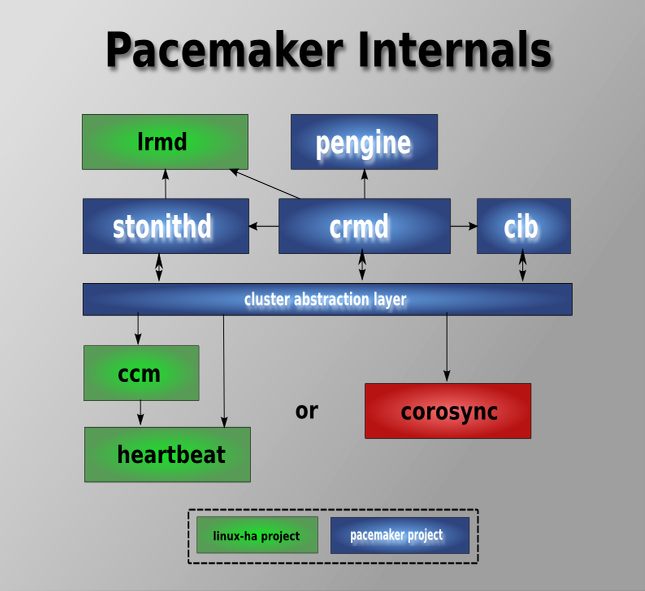 Pacemaker Internals
lrmd
pengine
stonithd
crmd
cib
cluster abstraction layer
ccm
or
corosync
heartbeat
linux-ha project
pacemaker project